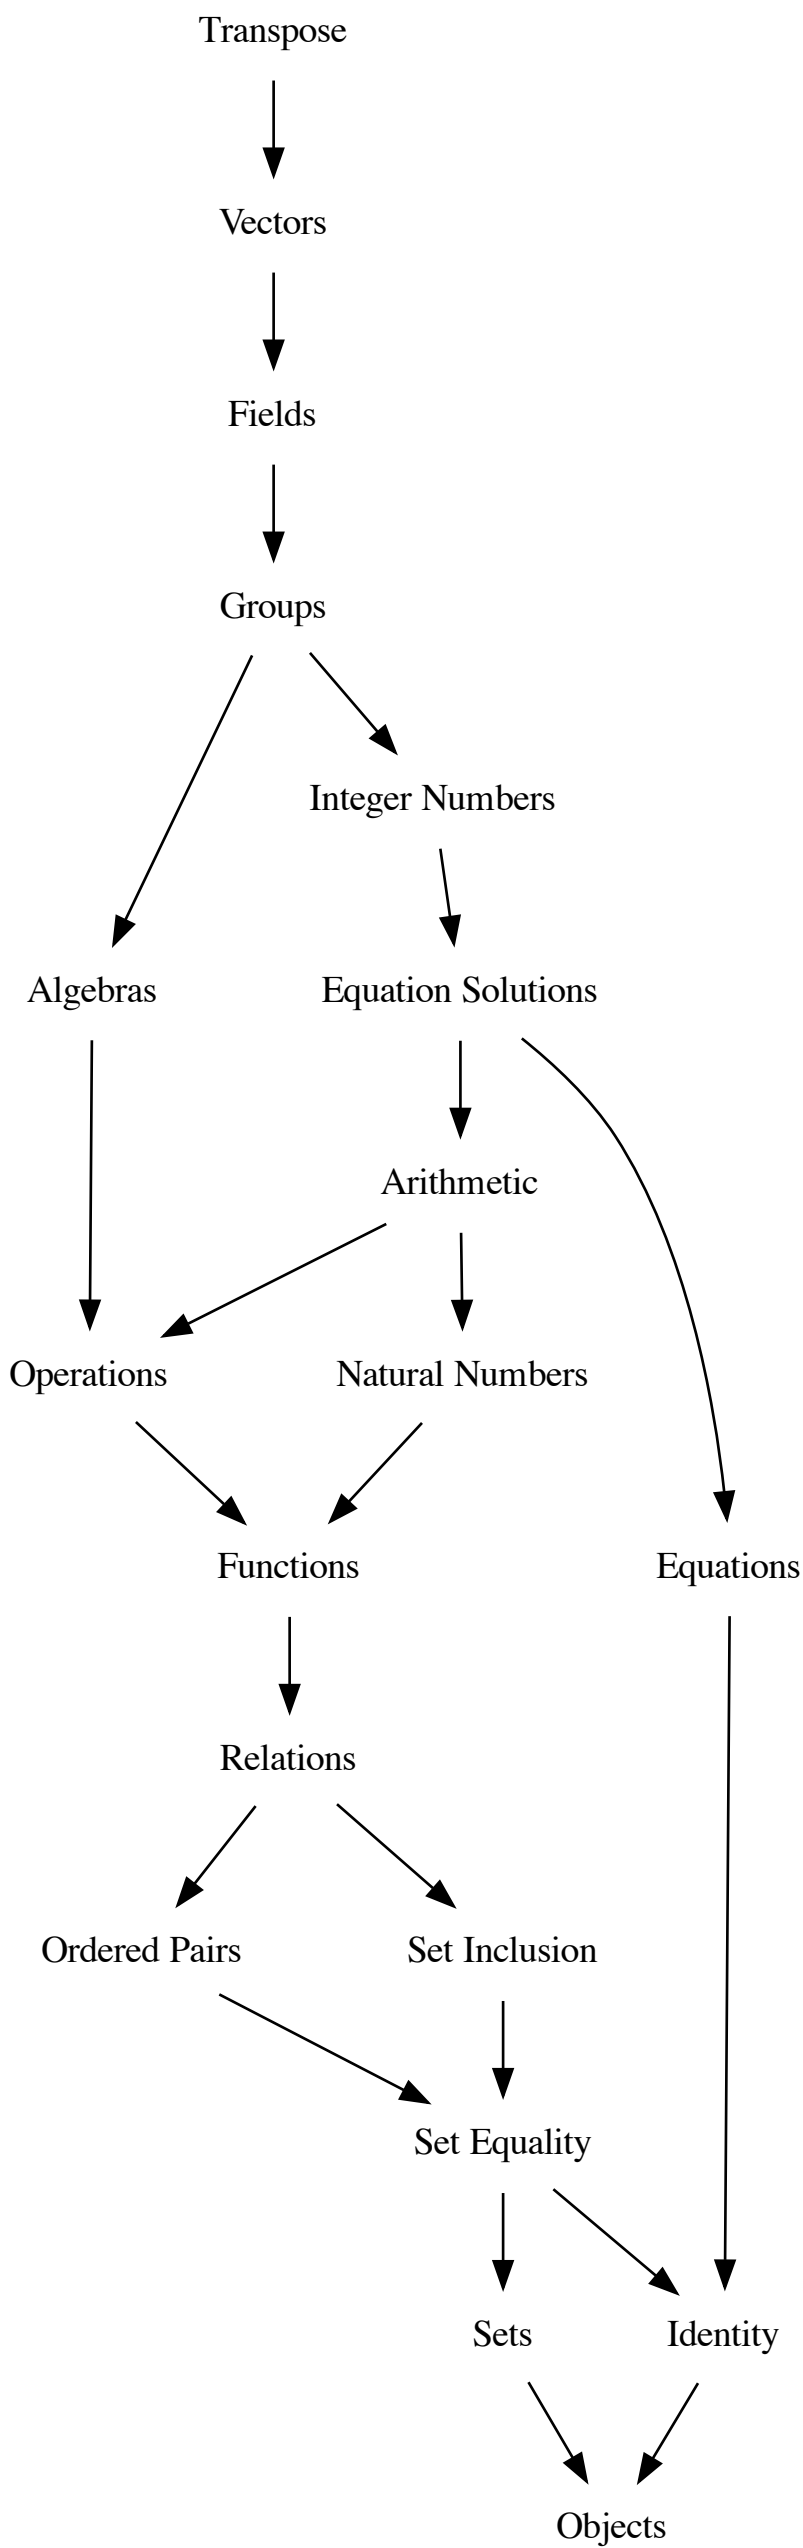 Transpose
Vectors
Fields
Groups
Integer Numbers
Algebras
Equation Solutions
Arithmetic
Operations
Natural Numbers
Functions
Equations
Relations
Ordered Pairs
Set Inclusion
Set Equality
Sets
Identity
Objects